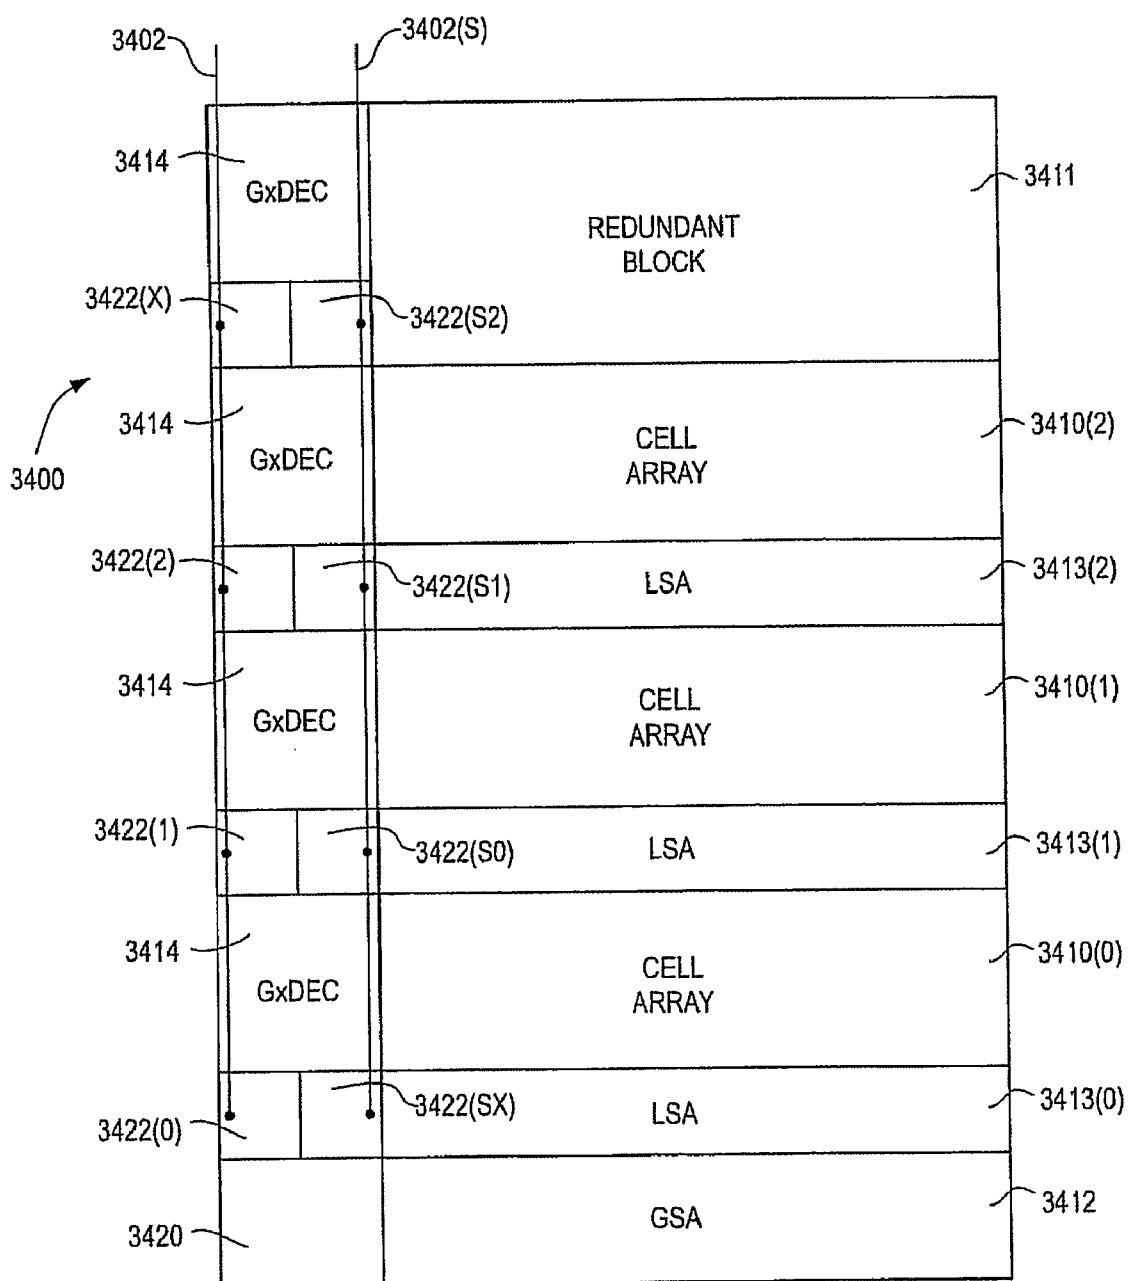 3402
3402(S)
3414
GxDEC
3411
REDUNDANT
BLOCK
3422(X)
3422(S2)
3414
3400
GxDEC
CELL
ARRAY
3410(2)
3422(2)
3422(S1)
LSA
3413(2)
3414
GxDEC
CELL
ARRAY
3410(1)
3422(1)
3422(S0)
LSA
3413(1)
3414
GxDEC
CELL
ARRAY
3410(0)
3422(0)
3422(SX)
LSA
3413(0)
3420
GSA
3412